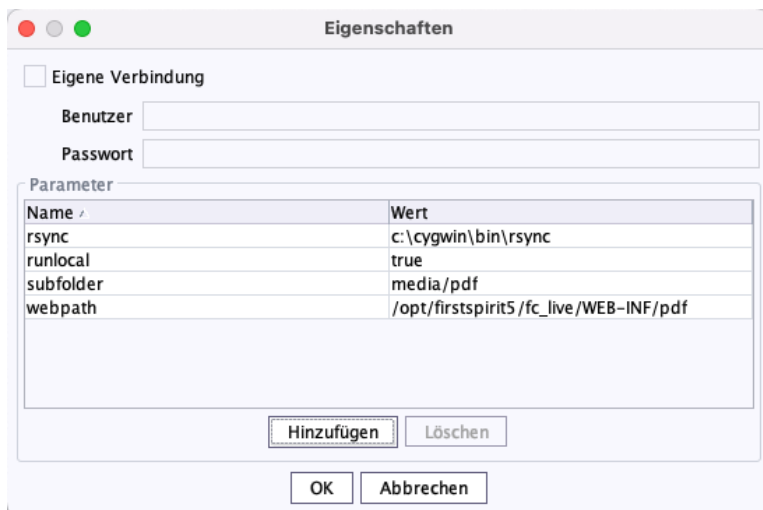 Eigenschaften
Eigene Verbindung
Benutzer
Passwort
Parameter
Name Wert
rsync c:\cygwin\bin\rsync
runlocal true
subfolder media/pdf
webpath /opt/firstspirit5/fc_live/WEB-INF/pdf
Hinzufügen Löschen
OK Abbrechen